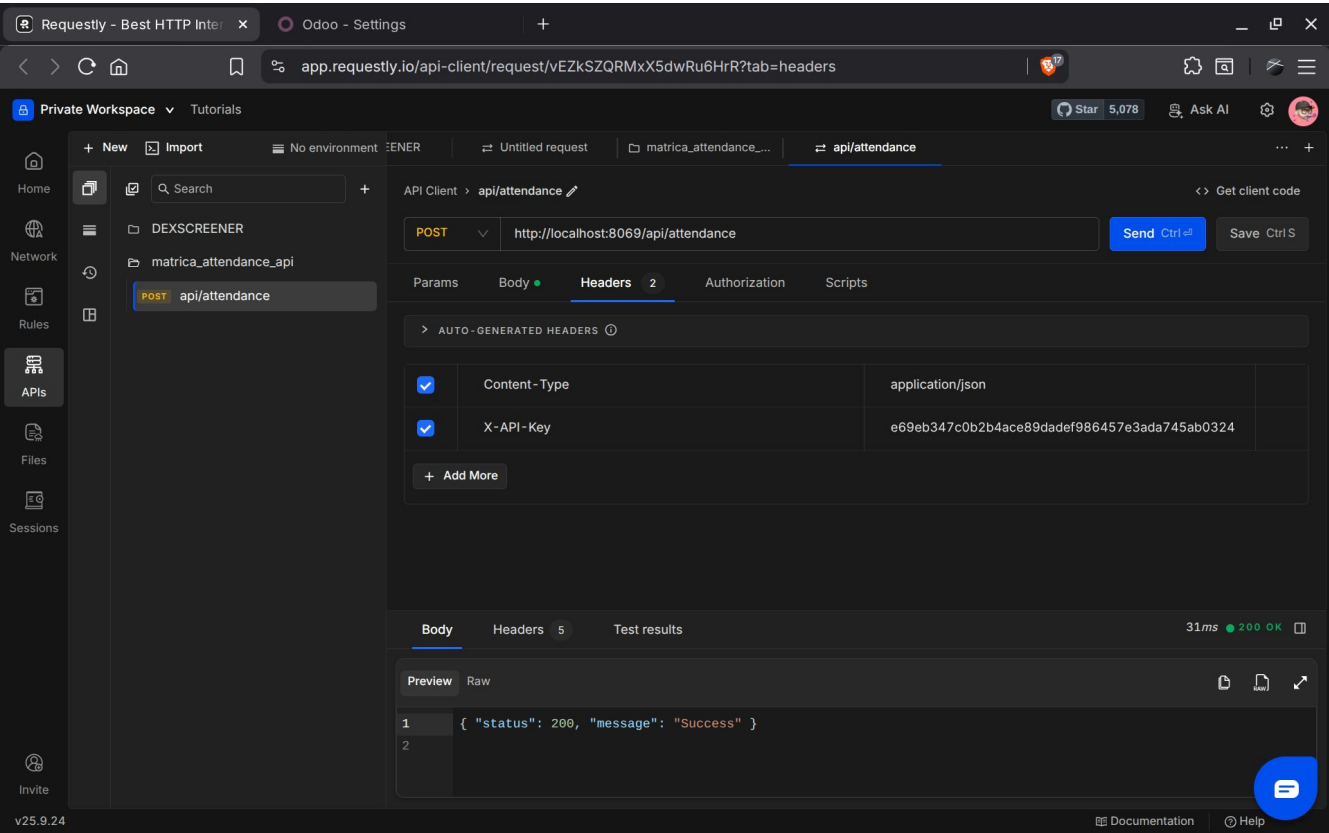 Requestly - Best HTTP Inter
Odoo - Settings
app.requestly.io/api-client/request/vEZkSZQRMxX5dwRu6HrR?tab=headers
17
Private Workspace
Tutorials
Star 5,078
Ask AI
New
Import
No environment
ENER
Untitled request
matrica_attendance_...
api/attendance
Home
Search
API Client > api/attendance
<> Get client code
Network
DEXSCREENER
POST
http://localhost:8069/api/attendance
Send Ctrl
Save Ctrl S
matrica_attendance_api
Params
Body
Headers 2
Authorization
Scripts
POST api/attendance
Rules
AUTO-GENERATED HEADERS
APIs
Content-Type
application/json
X-API-Key
e69eb347c0b2b4ace89dadef986457e3ada745ab0324
Files
+ Add More
Sessions
Body
Headers 5
Test results
31ms
200 OK
Preview
Raw
RAW
1 { "status": 200, "message": "Success" }
2
Invite
v25.9.24
Documentation
Help